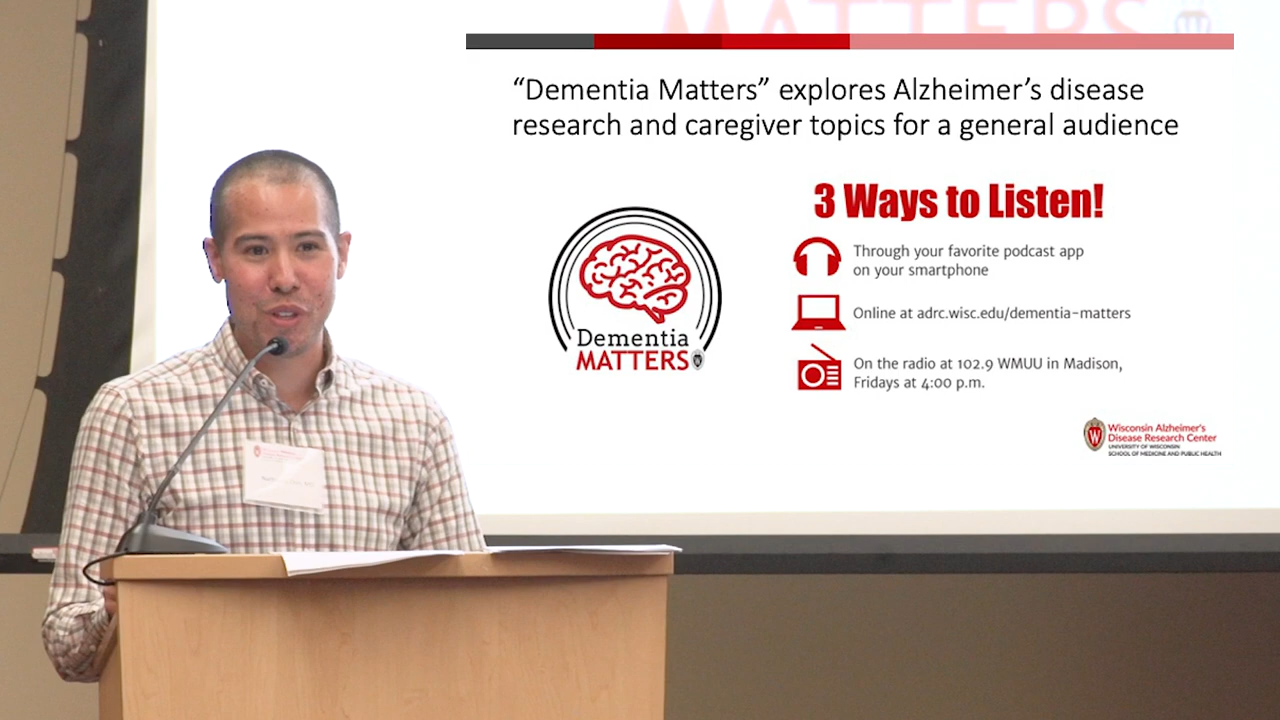 MATTERS
“Dementia Matters” explores Alzheimer’s disease
research and caregiver topics for a general audience
3 Ways to Listen!
Through your favorite podcast app
on your smartphone
Online at adrc.wisc.edu/dementia-matters
On the radio at 102.9 WMUU in Madison,
Fridays at 4:00 p.m.
Dementia
MATTERS
W
Wisconsin Alzheimer's
Disease Research Center
UNIVERSITY OF WISCONSIN
SCHOOL OF MEDICINE AND PUBLIC HEALTH